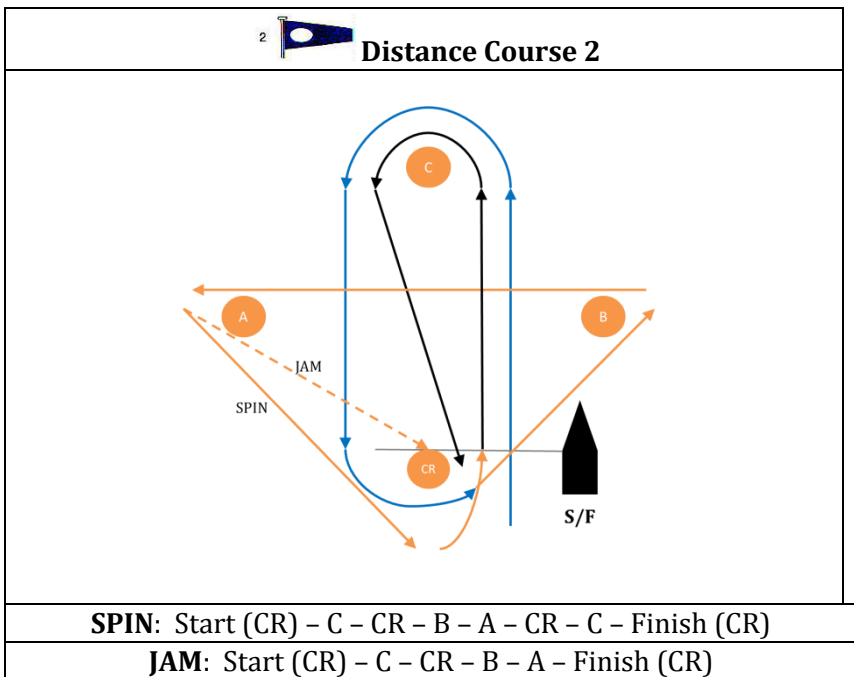 2 Distance Course 2
C
A
B
JAM
SPIN
CR
S/F
SPIN: Start (CR) – C – CR – B – A – CR – C – Finish (CR)
JAM: Start (CR) – C – CR – B – A – Finish (CR)